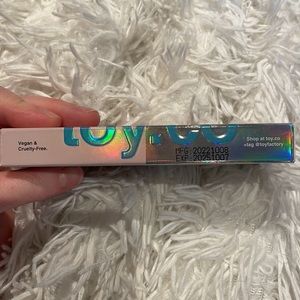 Vegan &
Cruelty-Free.
toy.co
MFG:20221008
EXP:20251007
Shop at toy.co
+tag @toyfactory